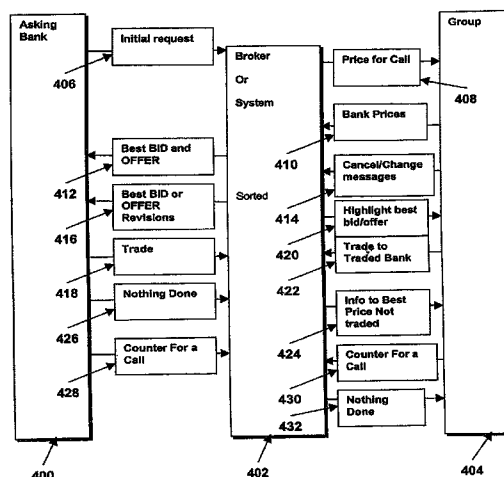 Asking
Bank
Initial request
406
Broker
Or
System
Sorted
Group
Price for Call
408
Bank Prices
410
Best BID and
OFFER
412
Cancel/Change
messages
414
Best BID or
OFFER
Revisions
416
Highlight best
bid/offer
420
Trade
418
Trade to
Traded Bank
422
Nothing Done
426
Info to Best
Price Not
traded
424
Counter For a
Call
428
Counter For a
Call
430
Nothing
Done
432
400
402
404